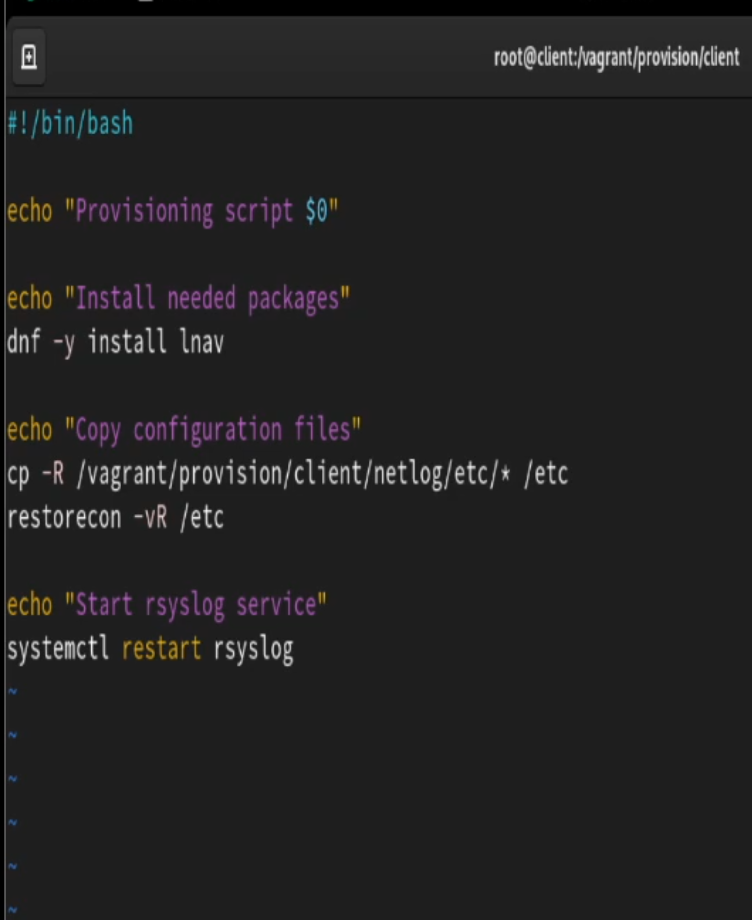 root@client:/vagrant/provision/client
#!/bin/bash

echo "Provisioning script $0"

echo "Install needed packages"
dnf -y install lnav

echo "Copy configuration files"
cp -R /vagrant/provision/client/netlog/etc/* /etc
restorecon -vR /etc

echo "Start rsyslog service"
systemctl restart rsyslog
~
~
~
~
~
~